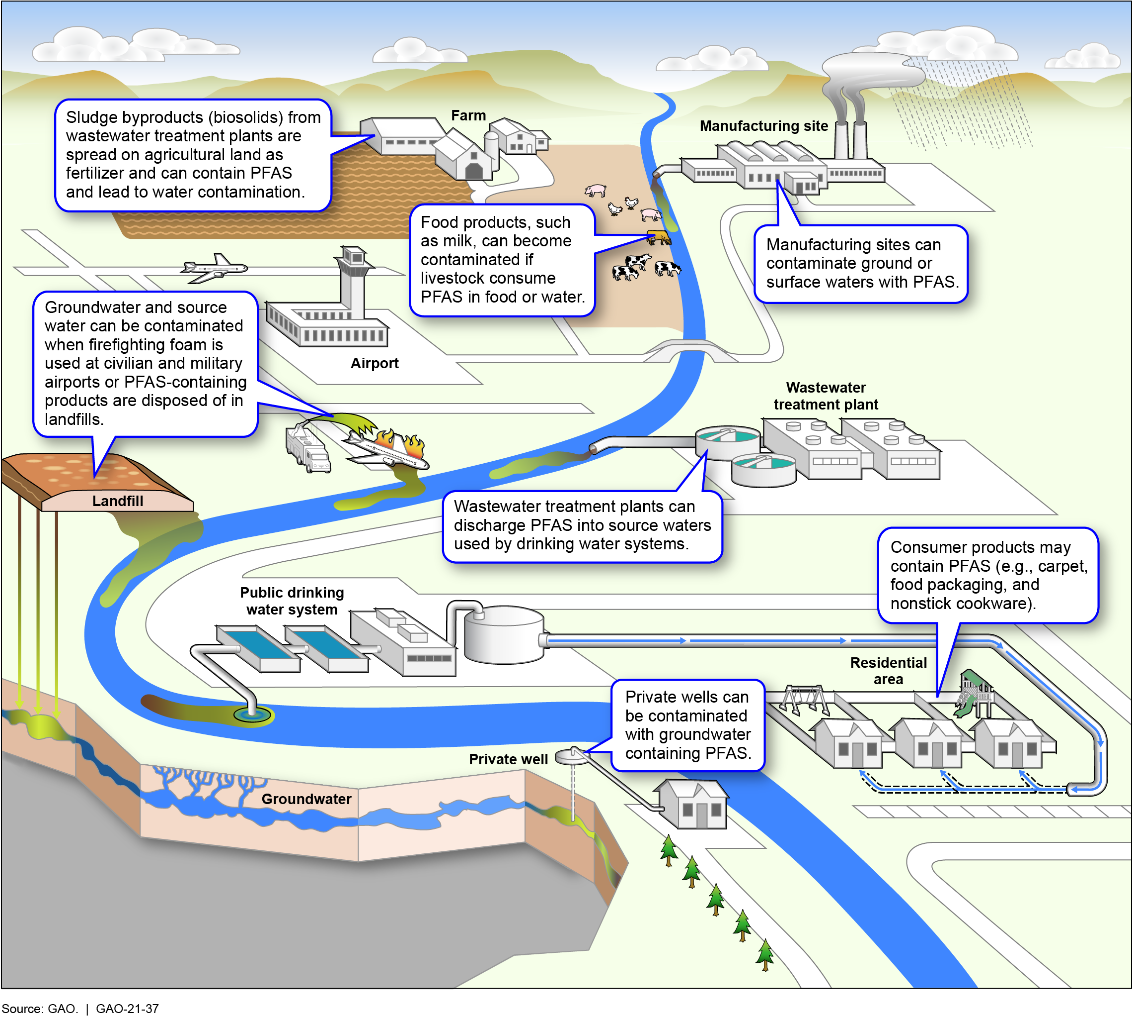 Sludge byproducts (biosolids) from
wastewater treatment plants are
spread on agricultural land as
fertilizer and can contain PFAS
and lead to water contamination.
Farm
Manufacturing site
Food products, such
as milk, can become
contaminated if
livestock consume
PFAS in food or water.
Manufacturing sites can
contaminate ground or
surface waters with PFAS.
Groundwater and source
water can be contaminated
when firefighting foam is
used at civilian and military
airports or PFAS-containing
products are disposed of in
landfills.
Airport
Wastewater
treatment plant
Landfill
Wastewater treatment plants can
discharge PFAS into source waters
used by drinking water systems.
Consumer products may
contain PFAS (e.g., carpet,
food packaging, and
nonstick cookware).
Public drinking
water system
Residential
area
Private wells can
be contaminated
with groundwater
containing PFAS.
Private well
Groundwater
Source: GAO. | GAO-21-37